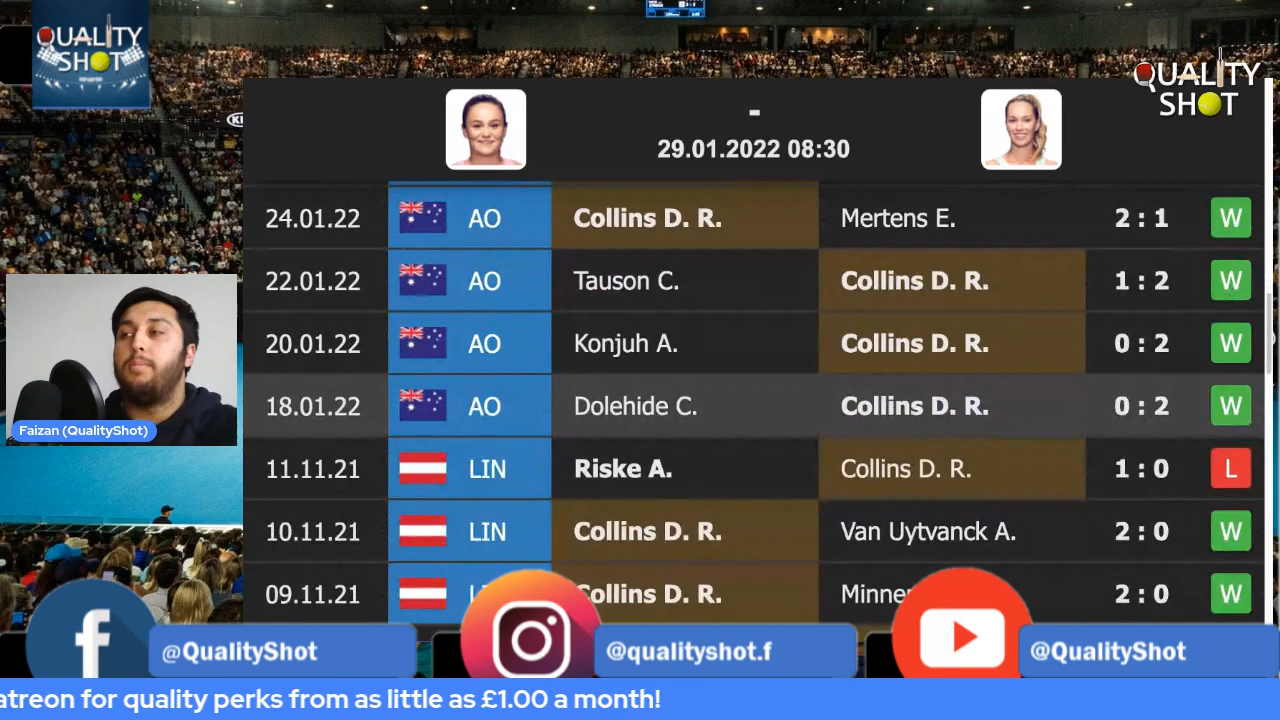 QUALITY
SHOT
QUALITY
SHOT
KI
-
29.01.2022 08:30
24.01.22 AO Collins D. R. Mertens E. 2 : 1 W
22.01.22 AO Tauson C. Collins D. R. 1 : 2 W
20.01.22 AO Konjuh A. Collins D. R. 0 : 2 W
18.01.22 AO Dolehide C. Collins D. R. 0 : 2 W
11.11.21 LIN Riske A. Collins D. R. 1 : 0 L
10.11.21 LIN Collins D. R. Van Uytvanck A. 2 : 0 W
09.11.21 L Collins D. R. Minne 2 : 0 W
Faizan (QualityShot)
@QualityShot
@qualityshot.f
@QualityShot
atreon for quality perks from as little as £1.00 a month!